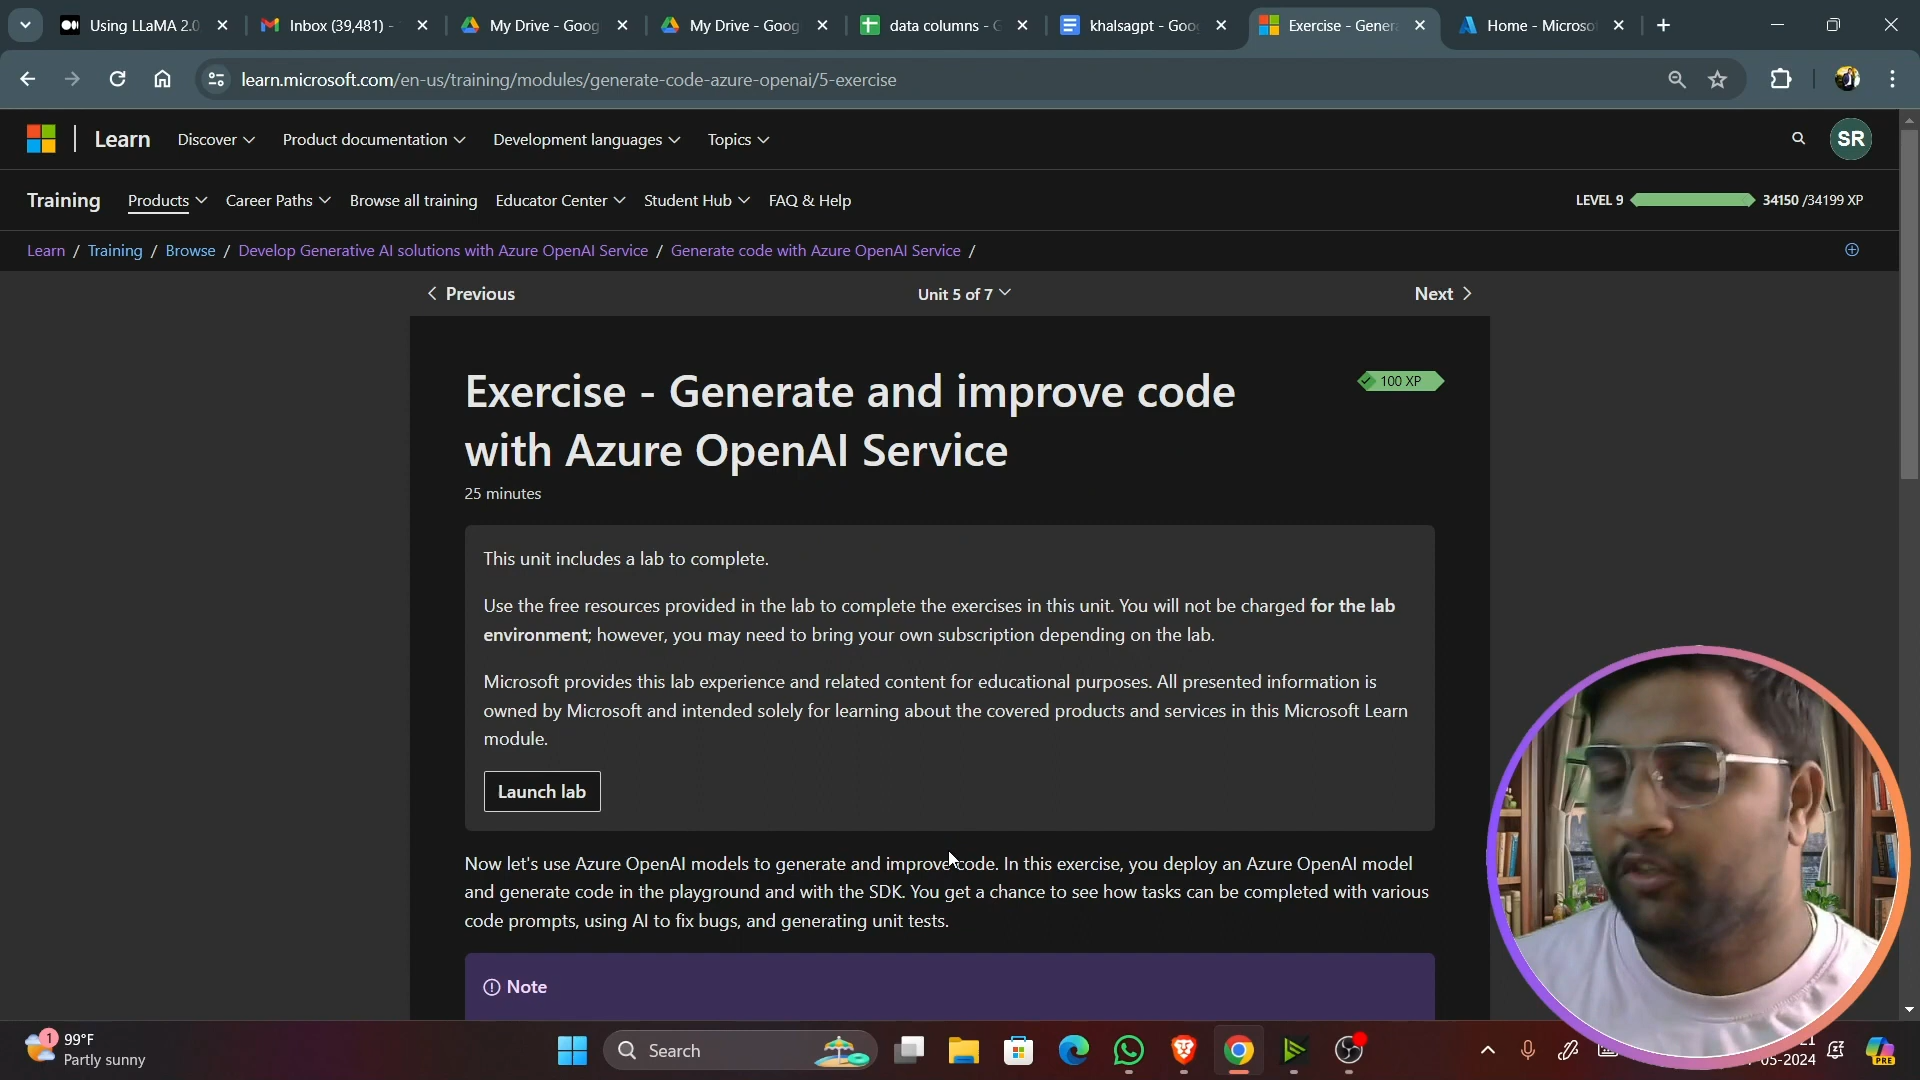 Using LLaMA 2.0
Inbox (39,481) -
My Drive - Goog
My Drive - Goog
data columns - G
khalsagpt - Goo
Exercise - Genera
Home - Microsof
learn.microsoft.com/en-us/training/modules/generate-code-azure-openai/5-exercise
Learn
Discover
Product documentation
Development languages
Topics
SR
Training
Products
Career Paths
Browse all training
Educator Center
Student Hub
FAQ & Help
LEVEL 9
34150 /34199 XP
Learn / Training / Browse / Develop Generative AI solutions with Azure OpenAI Service / Generate code with Azure OpenAI Service /
Previous
Unit 5 of 7
Next
Exercise - Generate and improve code
with Azure OpenAI Service
100 XP
25 minutes
This unit includes a lab to complete.
Use the free resources provided in the lab to complete the exercises in this unit. You will not be charged for the lab
environment; however, you may need to bring your own subscription depending on the lab.
Microsoft provides this lab experience and related content for educational purposes. All presented information is
owned by Microsoft and intended solely for learning about the covered products and services in this Microsoft Learn
module.
Launch lab
Now let's use Azure OpenAI models to generate and improve code. In this exercise, you deploy an Azure OpenAI model
and generate code in the playground and with the SDK. You get a chance to see how tasks can be completed with various
code prompts, using AI to fix bugs, and generating unit tests.
Note
1
99°F
Partly sunny
Search
05-2024
PRE